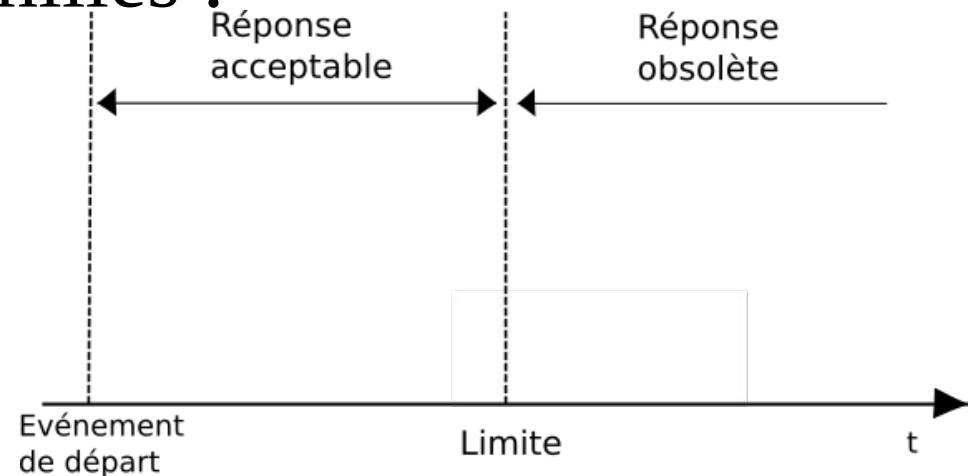 Réponse
acceptable
Réponse
obsolète
Evénement
de départ
Limite
t